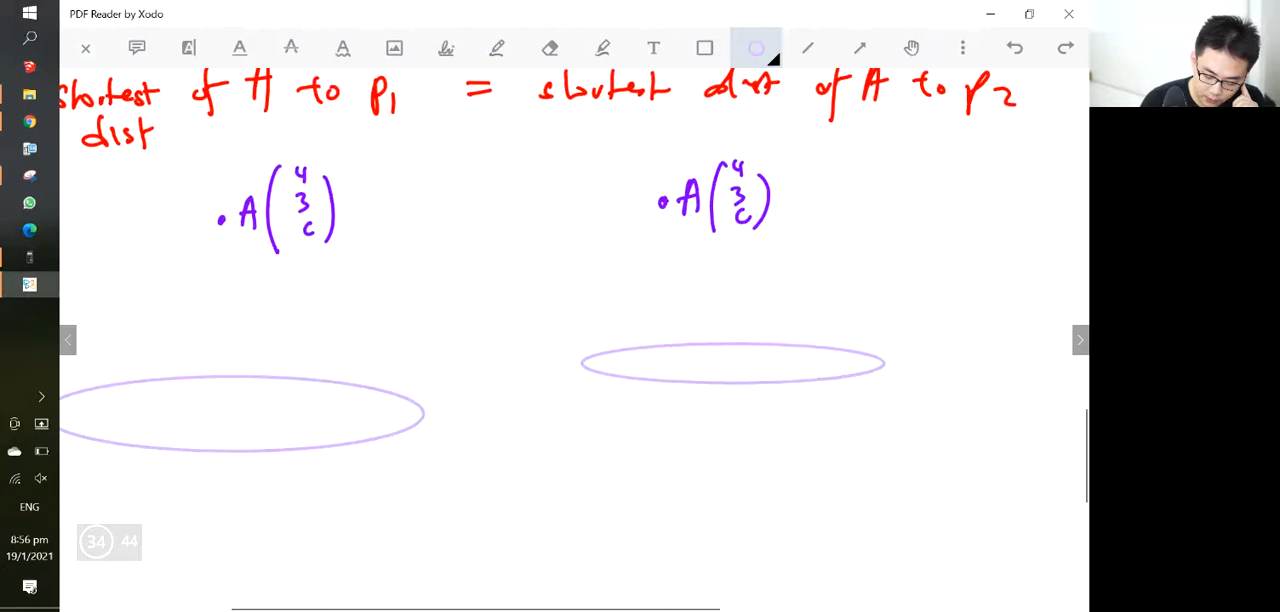 PDF Reader by Xodo
shortest of A to P1 = shortest dist of A to P2
dist
A(4 3 c) A(4 3 c)
34 44
ENG
8:56 pm
19/1/2021